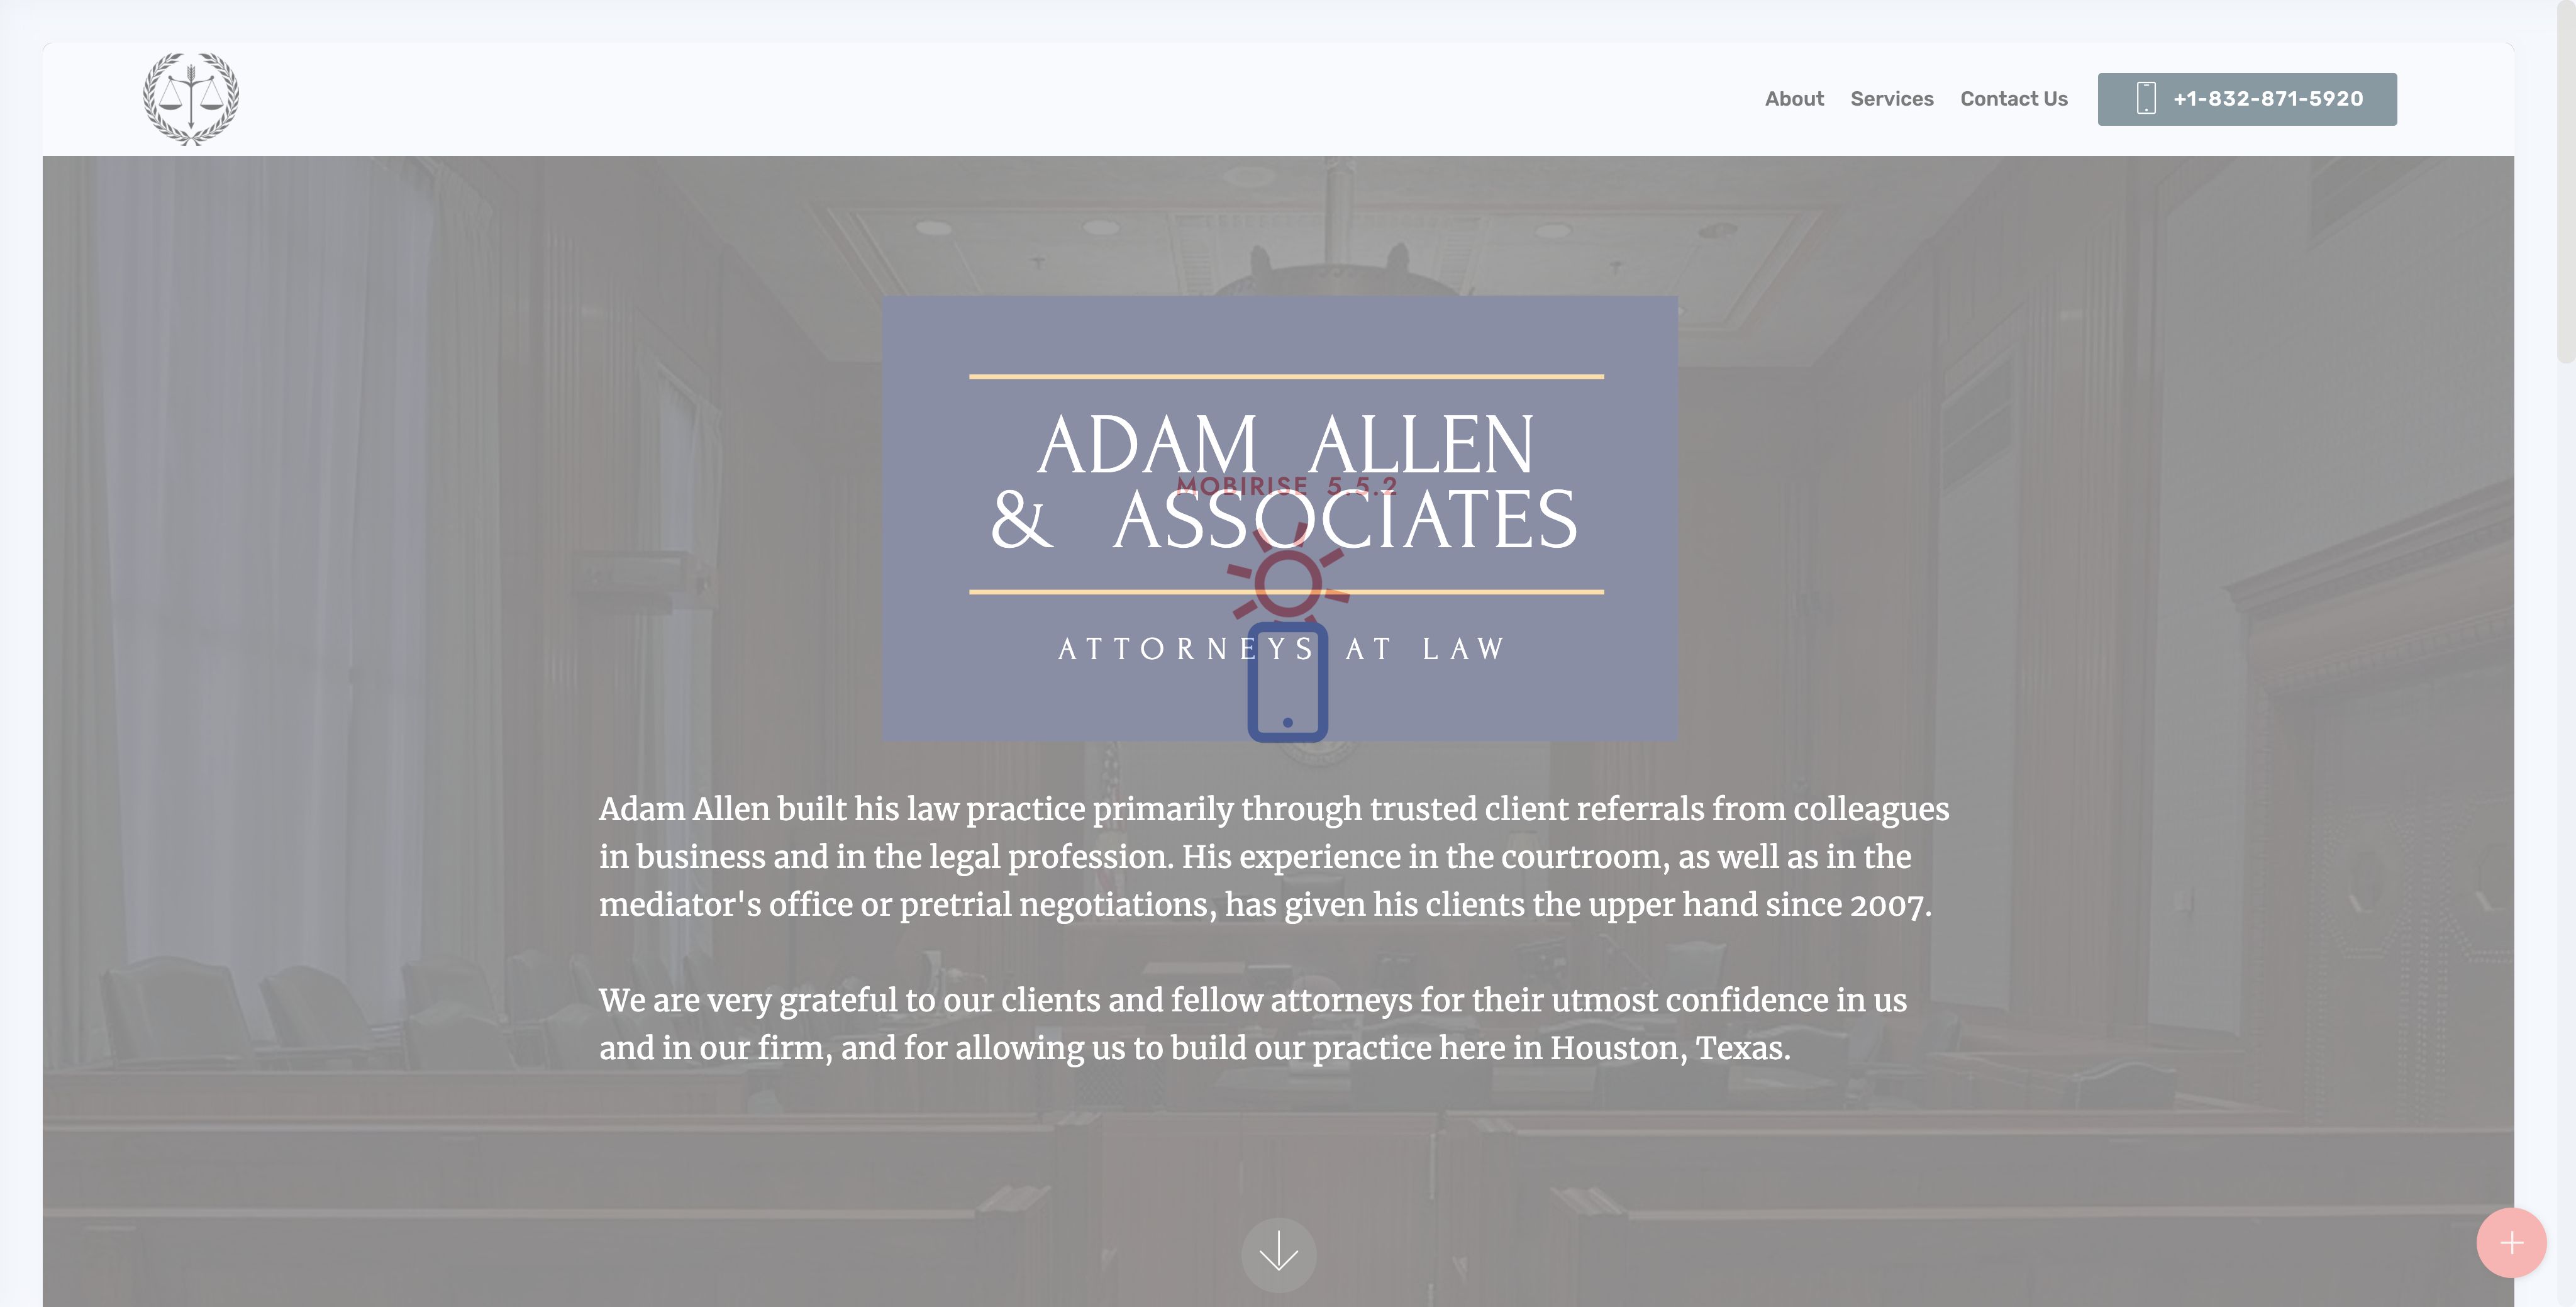 About Services Contact Us +1-832-871-5920
ADAM ALLEN
MOBIRISE 5.5.2
& ASSOCIATES
ATTORNEYS AT LAW
Adam Allen built his law practice primarily through trusted client referrals from colleagues
in business and in the legal profession. His experience in the courtroom, as well as in the
mediator's office or pretrial negotiations, has given his clients the upper hand since 2007.
We are very grateful to our clients and fellow attorneys for their utmost confidence in us
and in our firm, and for allowing us to build our practice here in Houston, Texas.